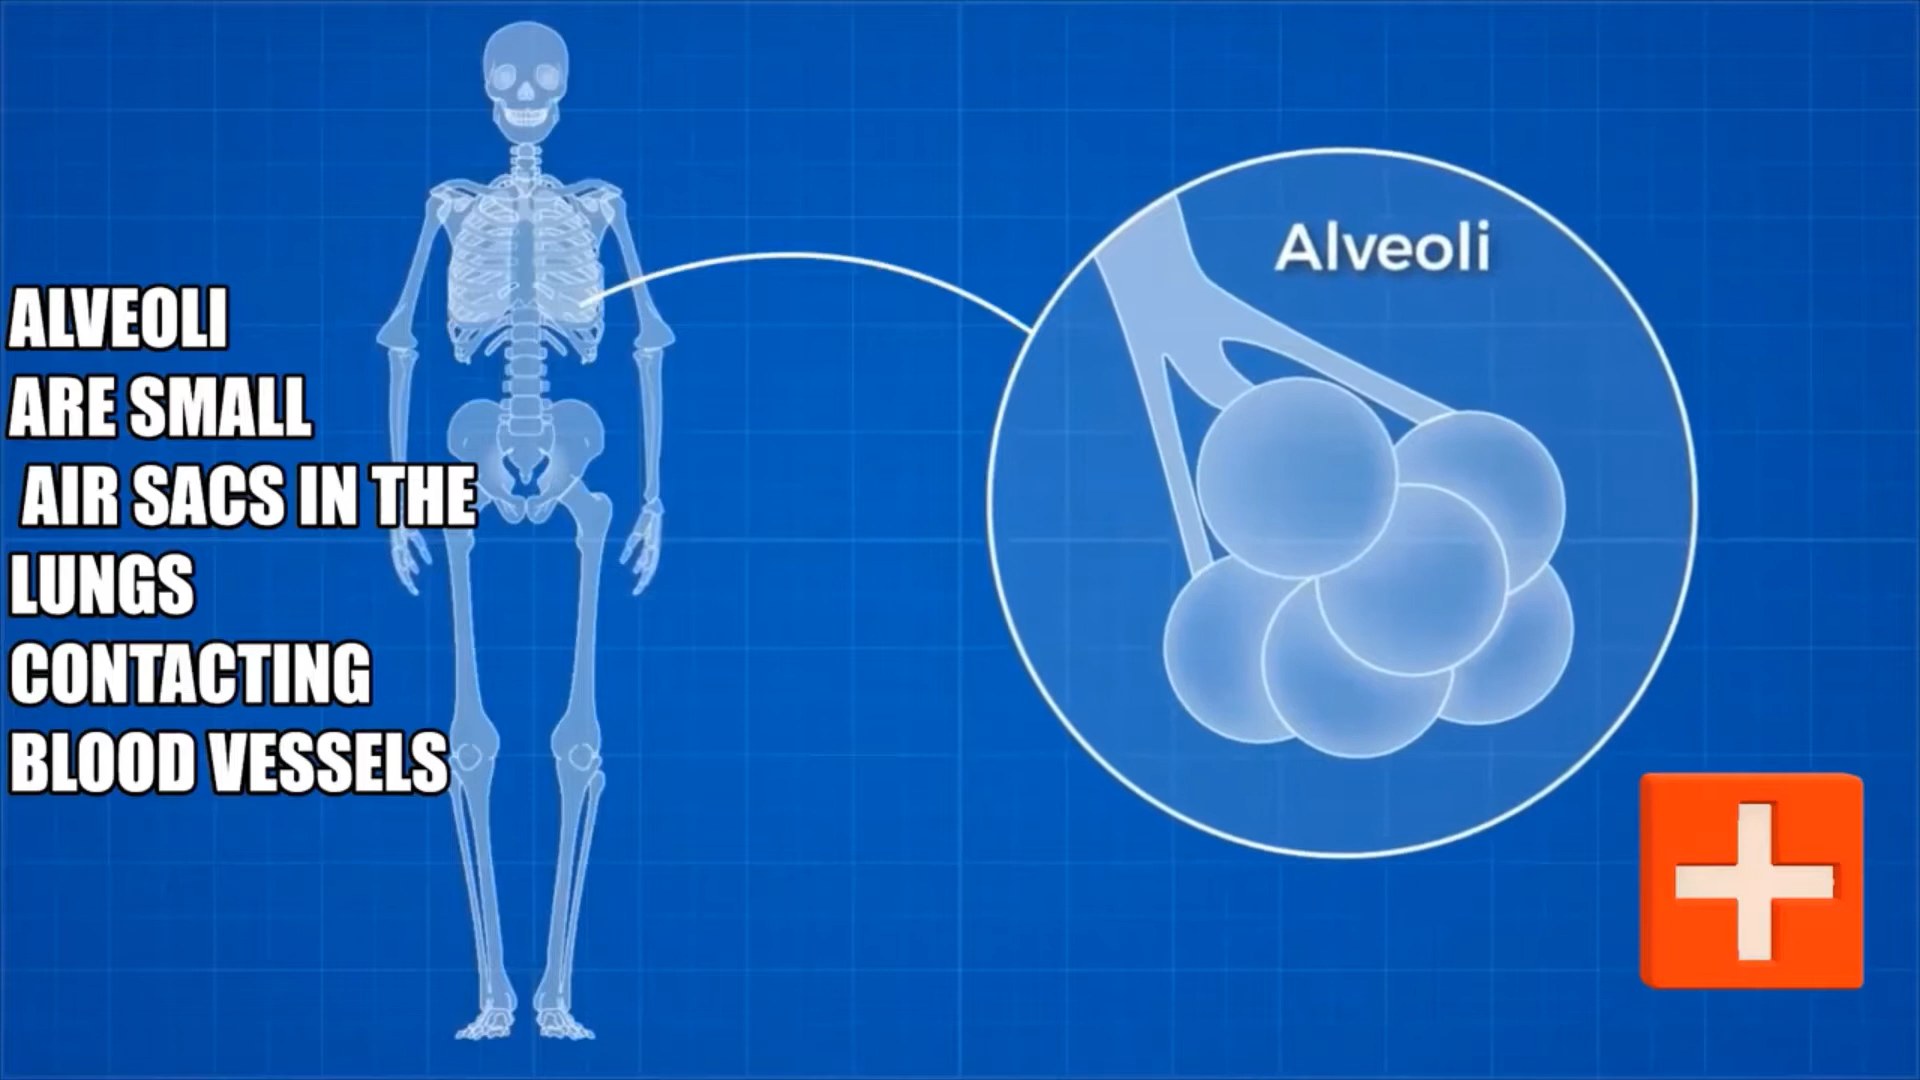 Alveoli
ALVEOLI
ARE SMALL
AIR SACS IN THE
LUNGS
CONTACTING
BLOOD VESSELS